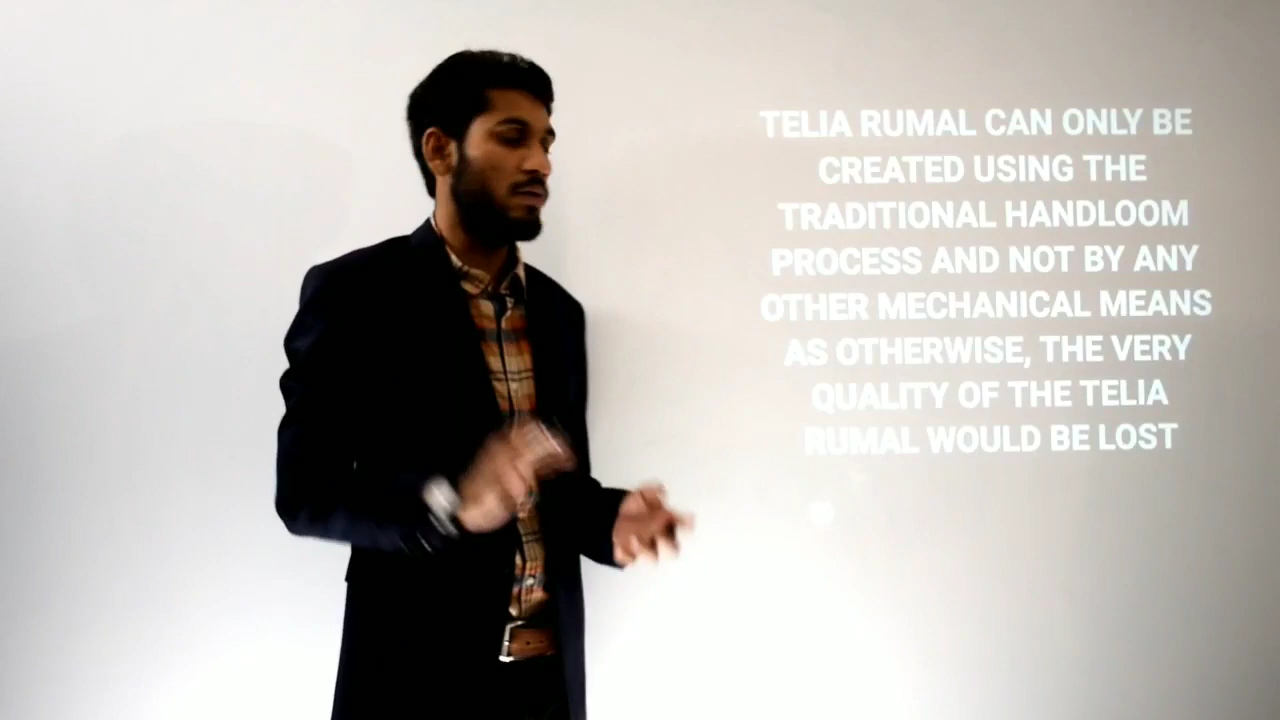 TELIA RUMAL CAN ONLY BE
CREATED USING THE
TRADITIONAL HANDLOOM
PROCESS AND NOT BY ANY
OTHER MECHANICAL MEANS
AS OTHERWISE, THE VERY
QUALITY OF THE TELIA
RUMAL WOULD BE LOST